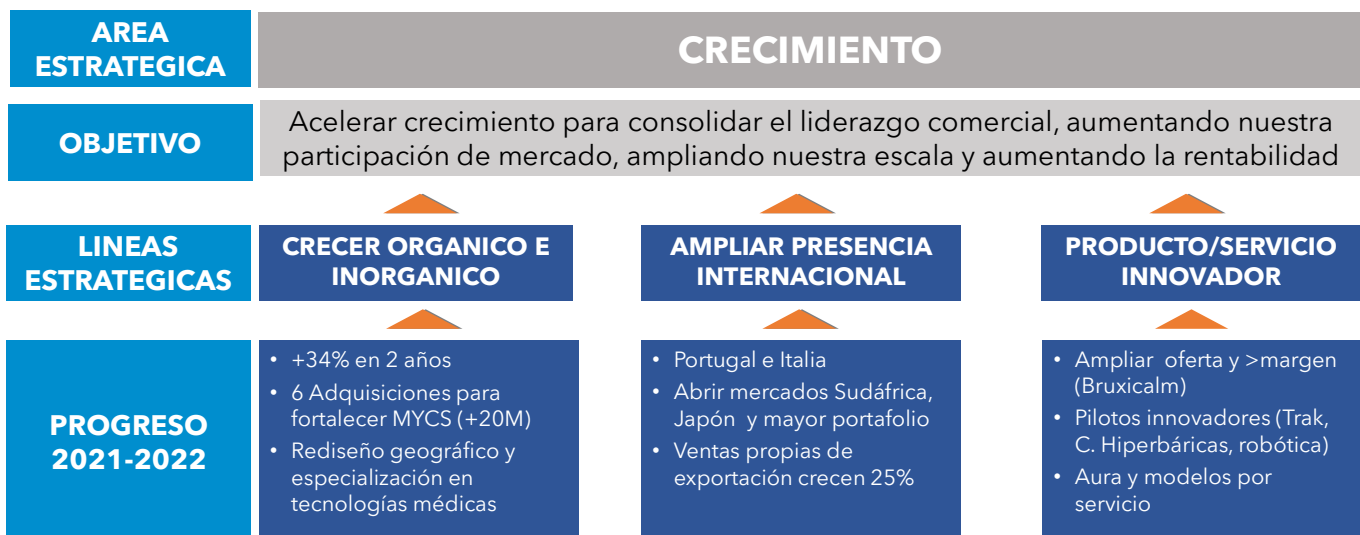 AREA
ESTRATEGICA
CRECIMIENTO
OBJETIVO
Acelerar crecimiento para consolidar el liderazgo comercial, aumentando nuestra
participación de mercado, ampliando nuestra escala y aumentando la rentabilidad
LINEAS
ESTRATEGICAS
CRECER ORGANICO E
INORGANICO
AMPLIAR PRESENCIA
INTERNACIONAL
PRODUCTO/SERVICIO
INNOVADOR
PROGRESO
2021-2022
• +34% en 2 años
• 6 Adquisiciones para
fortalecer MYCS (+20M)
• Rediseño geográfico y
especialización en
tecnologías médicas
• Portugal e Italia
• Abrir mercados Sudáfrica,
Japón y mayor portafolio
• Ventas propias de
exportación crecen 25%
• Ampliar oferta y >margen
(Bruxicalm)
• Pilotos innovadores (Trak,
C. Hiperbáricas, robótica)
• Aura y modelos por
servicio